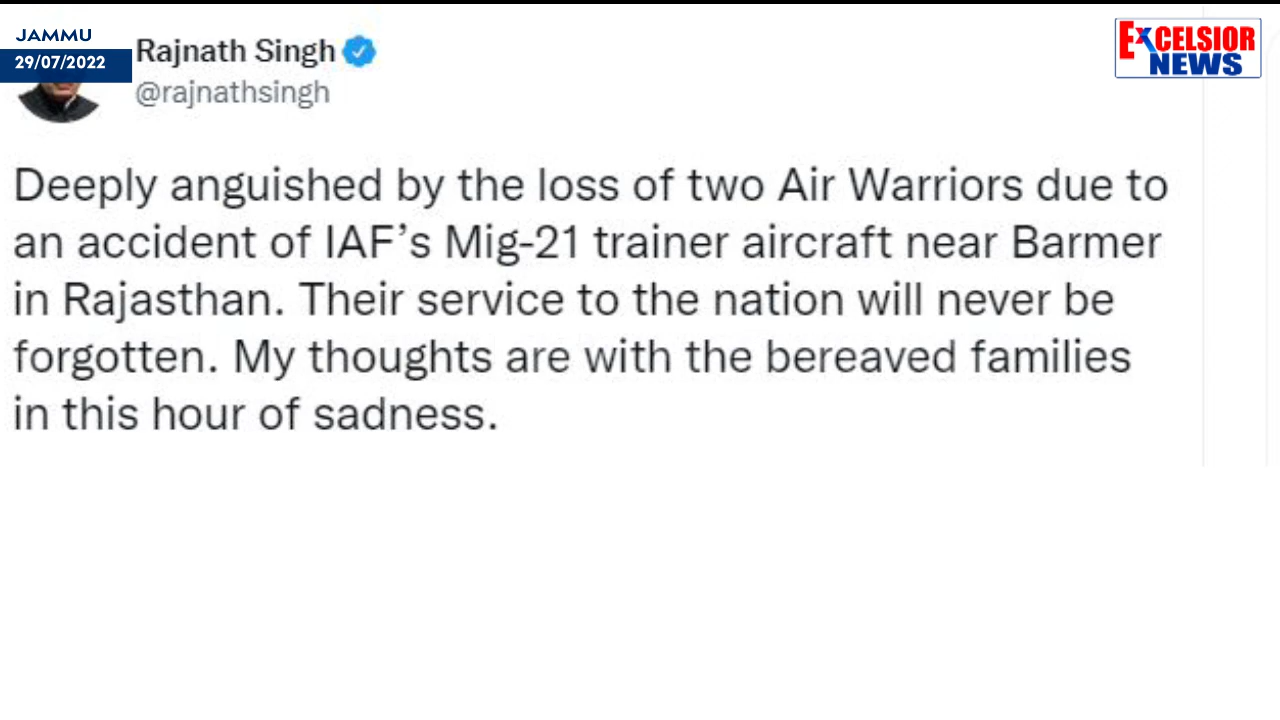 JAMMU
29/07/2022
Rajnath Singh
@rajnathsingh
EXCELSIOR
NEWS
Deeply anguished by the loss of two Air Warriors due to
an accident of IAF’s Mig-21 trainer aircraft near Barmer
in Rajasthan. Their service to the nation will never be
forgotten. My thoughts are with the bereaved families
in this hour of sadness.